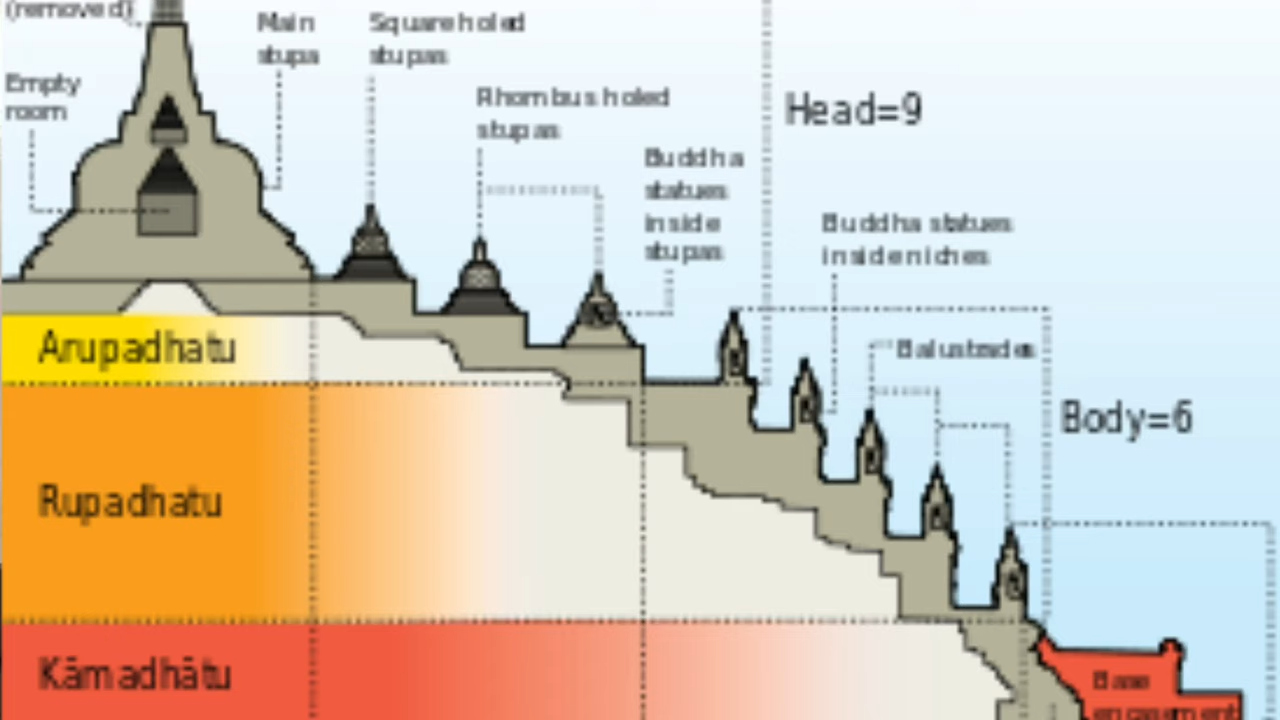 (removed)
Main
stupa
Square holed
stupas
Empty
room
Rhombus holed
stupas
Head=9
Buddha
statues
inside
stupas
Buddha statues
inside niches
Arupadhatu
Balustrades
Body=6
Rupadhatu
Kāmadhātu
Base
encasement